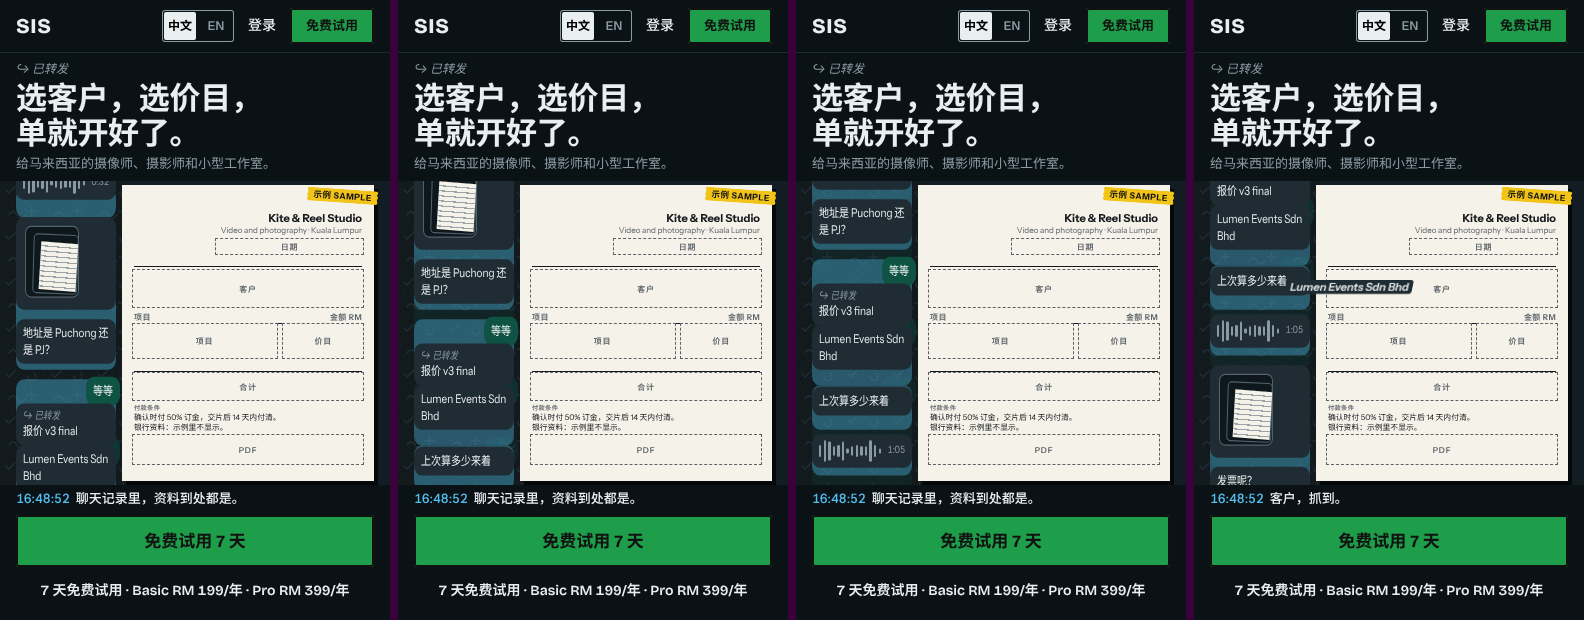 SIS
中文 EN 登录 免费试用
已转发
选客户，选价目，
单就开好了。
给马来西亚的摄像师、摄影师和小型工作室。
0:32
地址是 Puchong 还
是 PJ？
等等
已转发
报价 v3 final
Lumen Events Sdn
Bhd
示例 SAMPLE
Kite & Reel Studio
Video and photography · Kuala Lumpur
日期
客户
项目 金额 RM
项目 价目
合计
付款条件
确认时付 50% 订金，交片后 14 天内付清。
银行资料：示例里不显示。
PDF
16:48:52 聊天记录里，资料到处都是。
免费试用 7 天
7 天免费试用 · Basic RM 199/年 · Pro RM 399/年
SIS
中文 EN 登录 免费试用
已转发
选客户，选价目，
单就开好了。
给马来西亚的摄像师、摄影师和小型工作室。
地址是 Puchong 还
是 PJ？
等等
已转发
报价 v3 final
Lumen Events Sdn
Bhd
上次算多少来着
示例 SAMPLE
Kite & Reel Studio
Video and photography · Kuala Lumpur
日期
客户
项目 金额 RM
项目 价目
合计
付款条件
确认时付 50% 订金，交片后 14 天内付清。
银行资料：示例里不显示。
PDF
16:48:52 聊天记录里，资料到处都是。
免费试用 7 天
7 天免费试用 · Basic RM 199/年 · Pro RM 399/年
SIS
中文 EN 登录 免费试用
已转发
选客户，选价目，
单就开好了。
给马来西亚的摄像师、摄影师和小型工作室。
地址是 Puchong 还
是 PJ？
等等
已转发
报价 v3 final
Lumen Events Sdn
Bhd
上次算多少来着
1:05
示例 SAMPLE
Kite & Reel Studio
Video and photography · Kuala Lumpur
日期
客户
项目 金额 RM
项目 价目
合计
付款条件
确认时付 50% 订金，交片后 14 天内付清。
银行资料：示例里不显示。
PDF
16:48:52 聊天记录里，资料到处都是。
免费试用 7 天
7 天免费试用 · Basic RM 199/年 · Pro RM 399/年
SIS
中文 EN 登录 免费试用
已转发
选客户，选价目，
单就开好了。
给马来西亚的摄像师、摄影师和小型工作室。
报价 v3 final
Lumen Events Sdn
Bhd
上次算多少来着
1:05
发票呢？
Lumen Events Sdn Bhd
示例 SAMPLE
Kite & Reel Studio
Video and photography · Kuala Lumpur
日期
客户
项目 金额 RM
项目 价目
合计
付款条件
确认时付 50% 订金，交片后 14 天内付清。
银行资料：示例里不显示。
PDF
16:48:52 客户，抓到。
免费试用 7 天
7 天免费试用 · Basic RM 199/年 · Pro RM 399/年